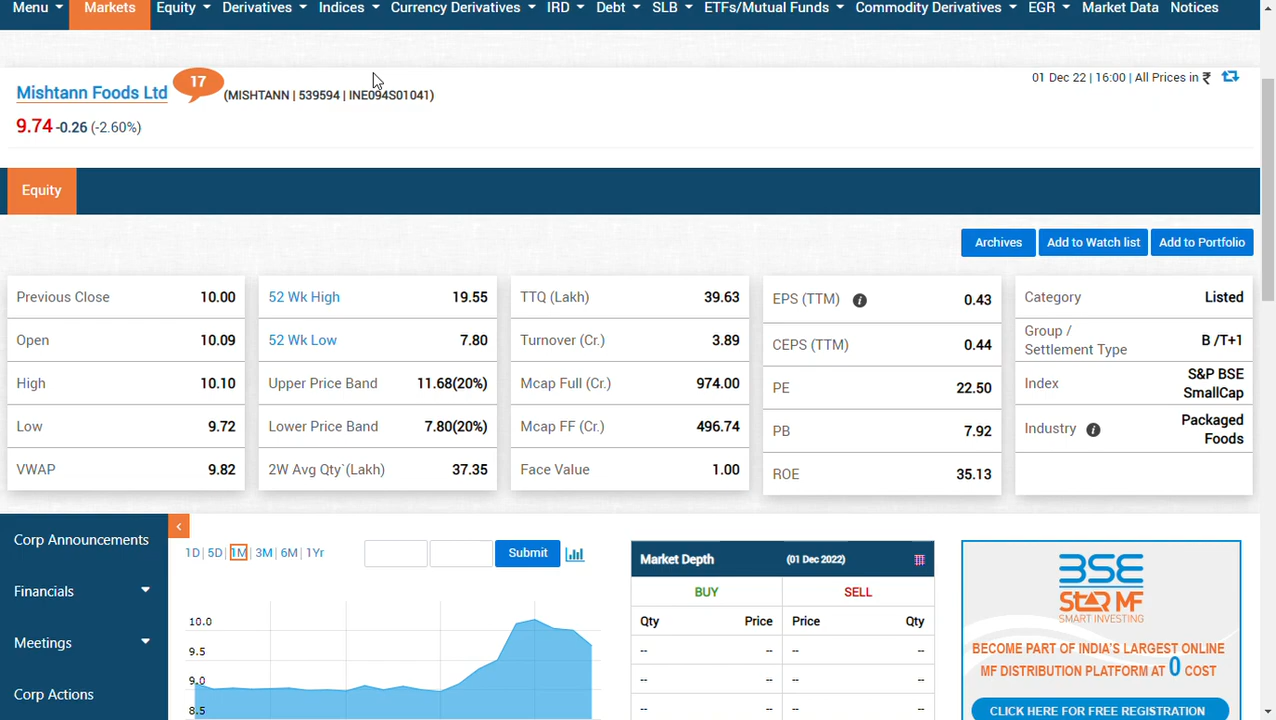 Menu Markets Equity Derivatives Indices Currency Derivatives IRD Debt SLB ETFs/Mutual Funds Commodity Derivatives EGR Market Data Notices
Mishtann Foods Ltd 17 (MISHTANN | 539594 | INE094S01041) 01 Dec 22 | 16:00 | All Prices in ₹
9.74 -0.26 (-2.60%)
Equity
Archives Add to Watch list Add to Portfolio
Previous Close 10.00
Open 10.09
High 10.10
Low 9.72
VWAP 9.82
52 Wk High 19.55
52 Wk Low 7.80
Upper Price Band 11.68(20%)
Lower Price Band 7.80(20%)
2W Avg Qty`(Lakh) 37.35
TTQ (Lakh) 39.63
Turnover (Cr.) 3.89
Mcap Full (Cr.) 974.00
Mcap FF (Cr.) 496.74
Face Value 1.00
EPS (TTM) i 0.43
CEPS (TTM) 0.44
PE 22.50
PB 7.92
ROE 35.13
Category Listed
Group /
Settlement Type B /T+1
Index S&P BSE
SmallCap
Industry i Packaged
Foods
Corp Announcements
Financials
Meetings
Corp Actions
<
1D| 5D| 1M| 3M| 6M| 1Yr Submit
10.0
9.5
9.0
8.5
Market Depth (01 Dec 2022)
BUY SELL
Qty Price Price Qty
-- -- -- --
-- -- -- --
-- -- -- --
BSE
STAR MF
SMART INVESTING
BECOME PART OF INDIA'S LARGEST ONLINE
MF DISTRIBUTION PLATFORM AT 0 COST
CLICK HERE FOR FREE REGISTRATION